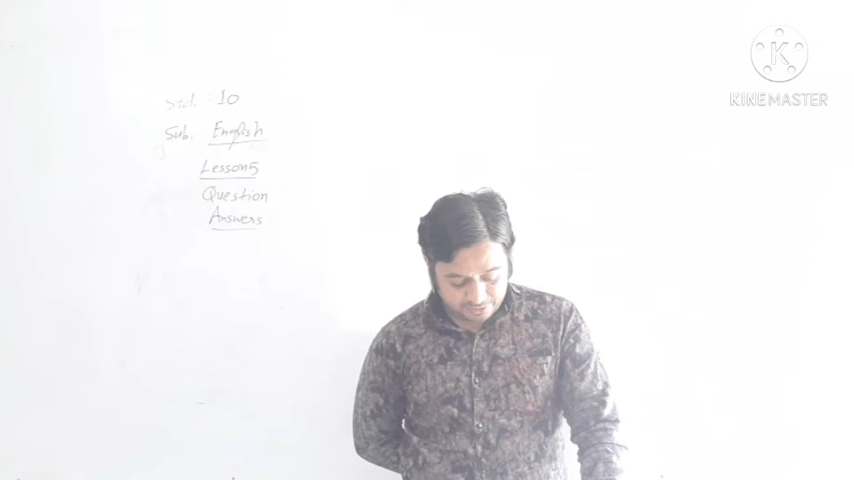 Std. : 10
Sub. English
Lesson 5
Question
Answers
KINEMASTER